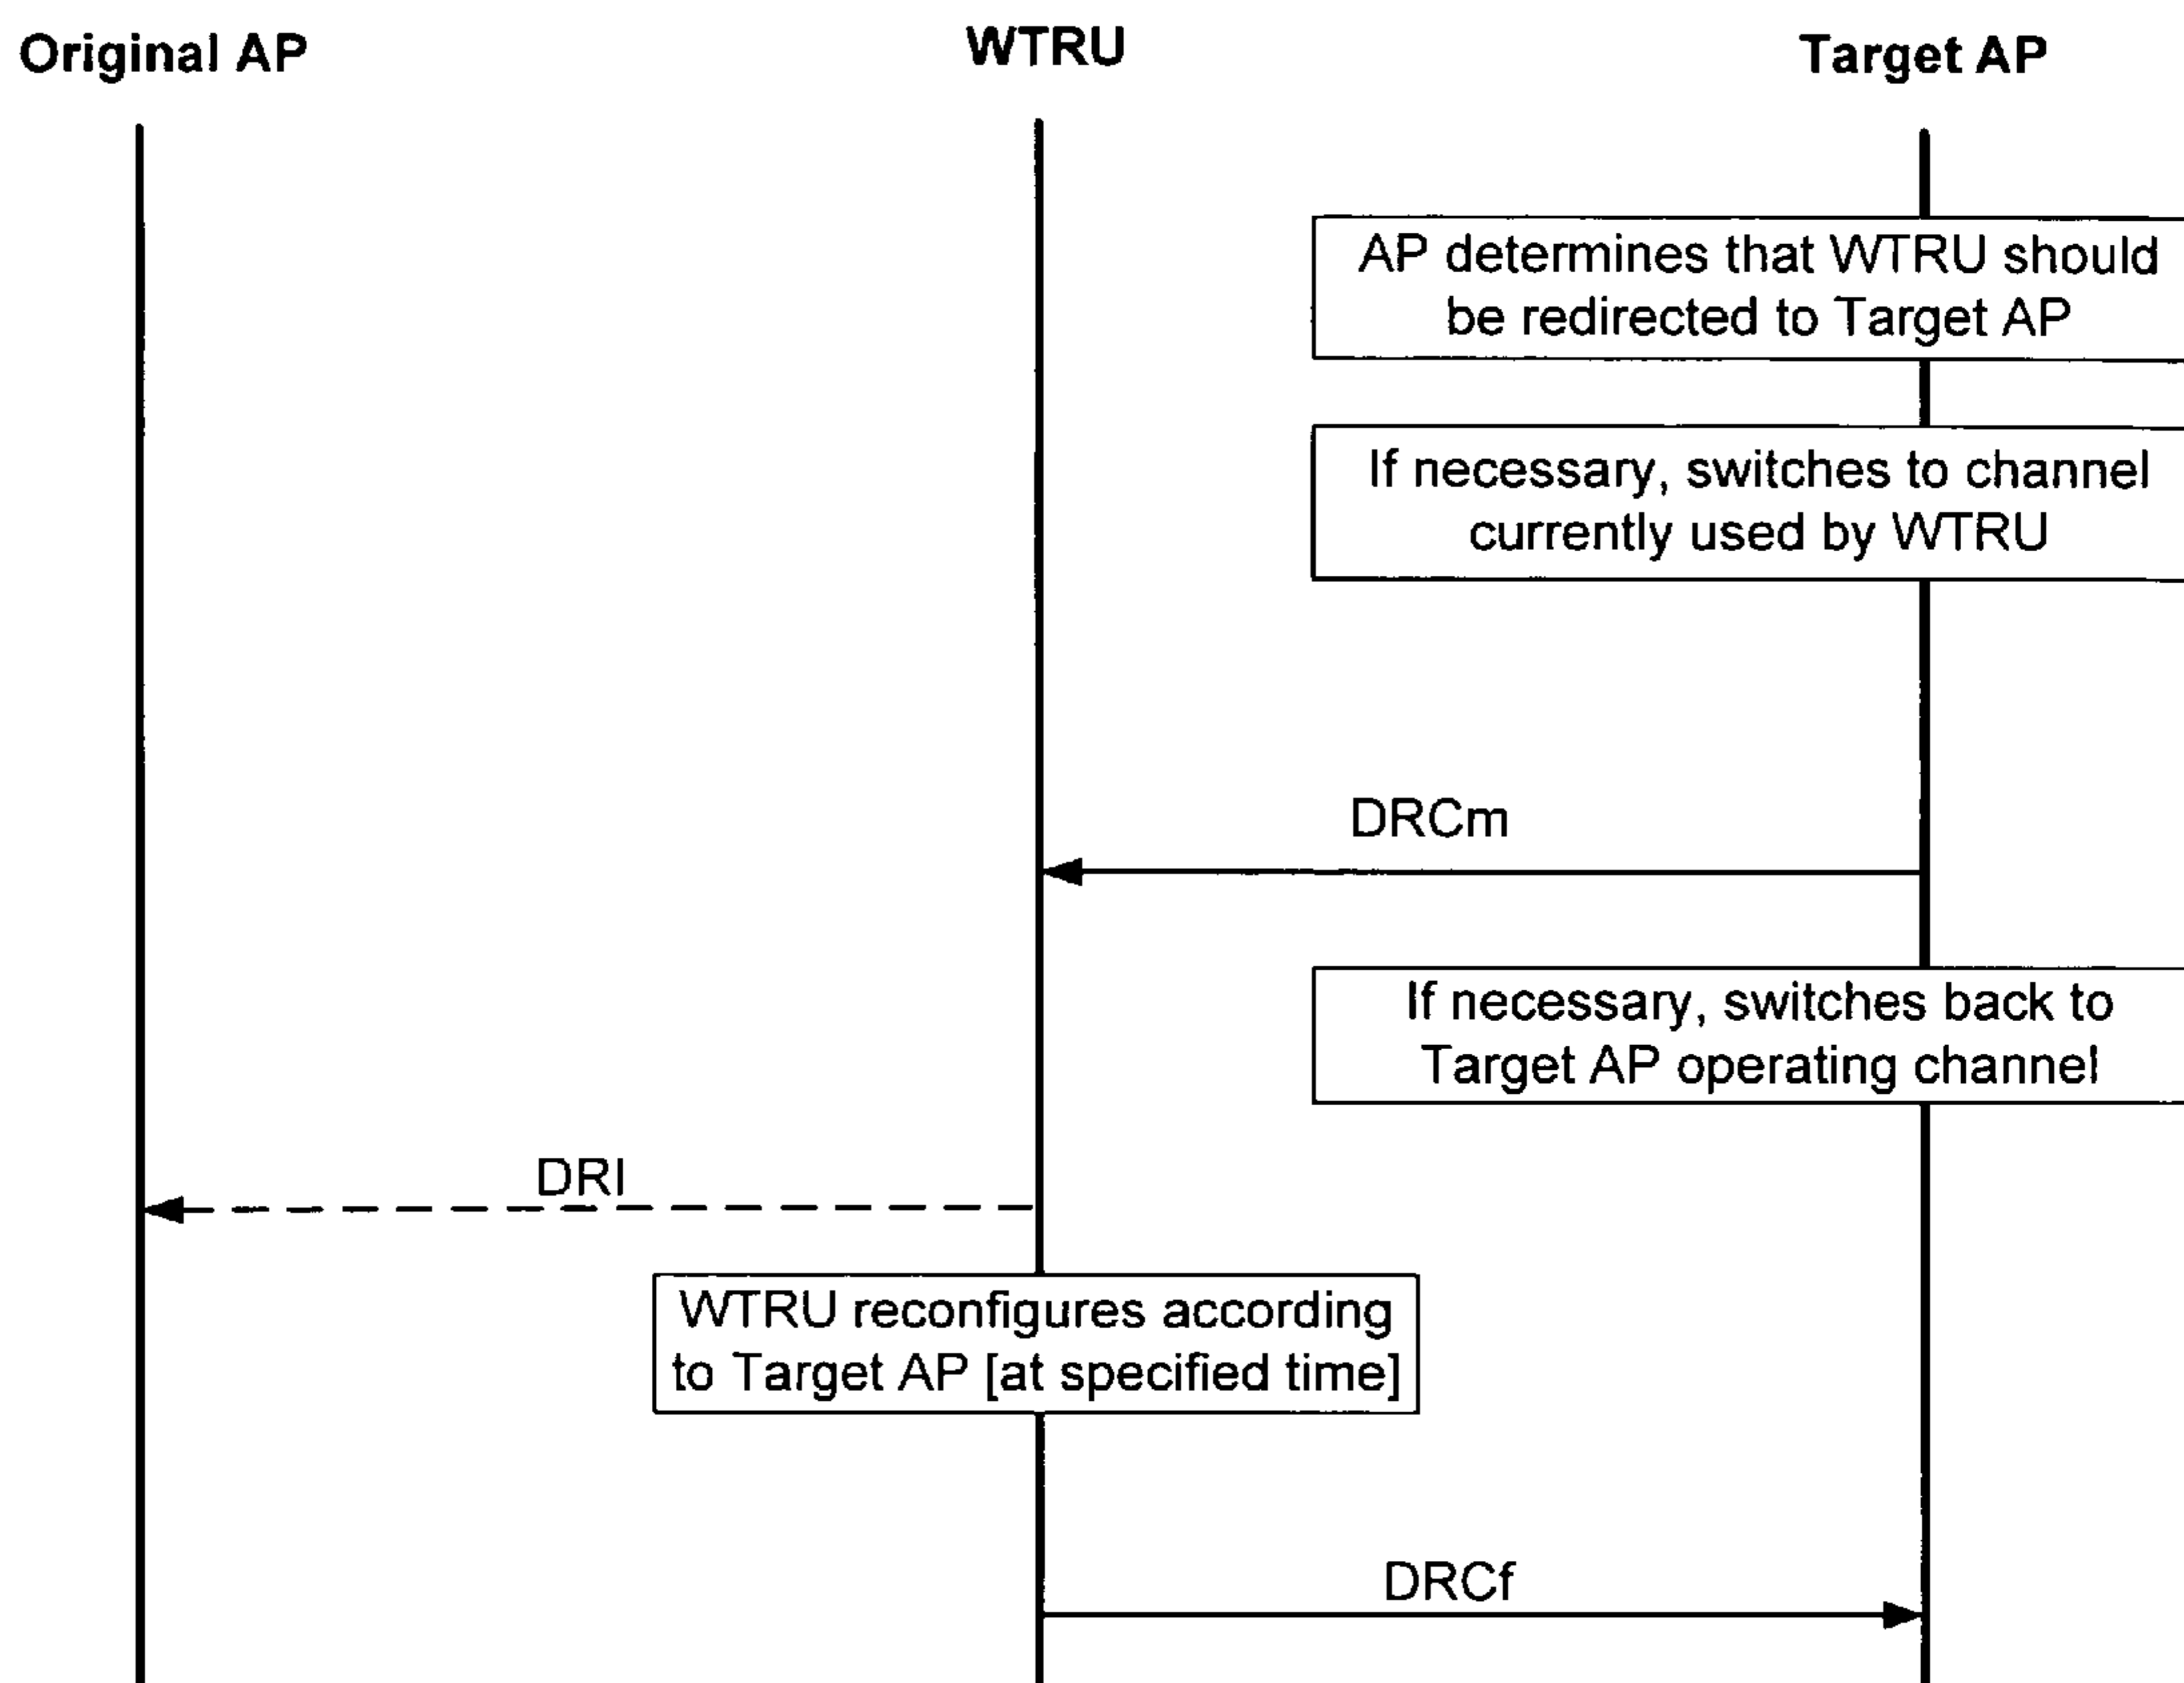 Original AP
WTRU
Target AP
AP determines that WTRU should
be redirected to Target AP
If necessary, switches to channel
currently used by WTRU
DRCm
If necessary, switches back to
Target AP operating channel
DRI
WTRU reconfigures according
to Target AP [at specified time]
DRCf